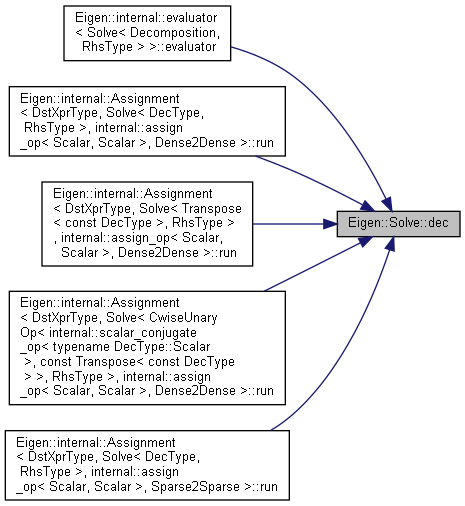 Eigen::internal::evaluator
< Solve< Decomposition,
RhsType > >::evaluator
Eigen::internal::Assignment
< DstXprType, Solve< DecType,
RhsType >, internal::assign
_op< Scalar, Scalar >, Dense2Dense >::run
Eigen::internal::Assignment
< DstXprType, Solve< Transpose
< const DecType >, RhsType >
, internal::assign_op< Scalar,
Scalar >, Dense2Dense >::run
Eigen::Solve::dec
Eigen::internal::Assignment
< DstXprType, Solve< CwiseUnary
Op< internal::scalar_conjugate
_op< typename DecType::Scalar
>, const Transpose< const DecType
> >, RhsType >, internal::assign
_op< Scalar, Scalar >, Dense2Dense >::run
Eigen::internal::Assignment
< DstXprType, Solve< DecType,
RhsType >, internal::assign
_op< Scalar, Scalar >, Sparse2Sparse >::run